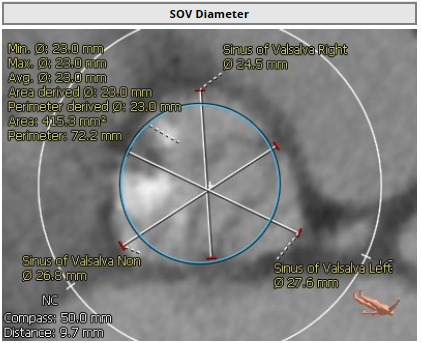 SOV Diameter
Min. Ø: 23.0 mm
Max. Ø: 23.0 mm
Avg. Ø: 23.0 mm
Area derived Ø: 23.0 mm
Perimeter derived Ø: 23.0 mm
Area: 415.3 mm²
Perimeter: 72.2 mm
Sinus of Valsalva Right
Ø 24.5 mm
Sinus of Valsalva Non
Ø 26.8 mm
Sinus of Valsalva Left
Ø 27.6 mm
NC
Compass: 50.0 mm
Distance: 9.7 mm